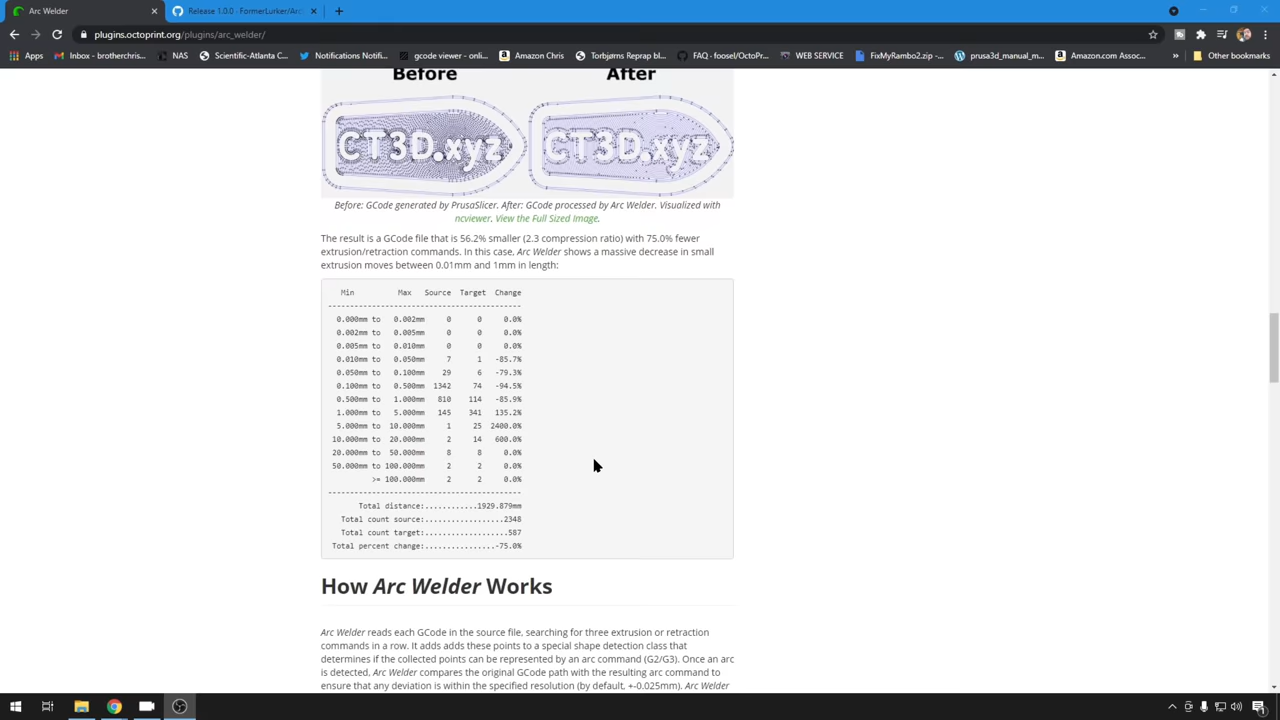 Arc Welder
Release 1.0.0 · FormerLurker/Arc
plugins.octoprint.org/plugins/arc_welder/
Apps
Inbox - brotherchris...
NAS
Scientific-Atlanta C...
Notifications Notifi...
gcode viewer - onli...
Amazon Chris
Torbjørns Reprap bl...
FAQ · foosel/OctoPr...
WEB SERVICE
FixMyRambo2.zip -...
prusa3d_manual_m...
Amazon.com Assoc...
»
Other bookmarks
Before After
CT3D.xyz CT3D.xyz
Before: GCode generated by PrusaSlicer. After: GCode processed by Arc Welder. Visualized with
ncviewer. View the Full Sized Image.
The result is a GCode file that is 56.2% smaller (2.3 compression ratio) with 75.0% fewer
extrusion/retraction commands. In this case, Arc Welder shows a massive decrease in small
extrusion moves between 0.01mm and 1mm in length:
Min Max Source Target Change
-------------------------------------------
0.000mm to 0.002mm 0 0 0.0%
0.002mm to 0.005mm 0 0 0.0%
0.005mm to 0.010mm 0 0 0.0%
0.010mm to 0.050mm 7 1 -85.7%
0.050mm to 0.100mm 29 6 -79.3%
0.100mm to 0.500mm 1342 74 -94.5%
0.500mm to 1.000mm 810 114 -85.9%
1.000mm to 5.000mm 145 341 135.2%
5.000mm to 10.000mm 1 25 2400.0%
10.000mm to 20.000mm 2 14 600.0%
20.000mm to 50.000mm 8 8 0.0%
50.000mm to 100.000mm 2 2 0.0%
>= 100.000mm 2 2 0.0%
-------------------------------------------
Total distance:............1929.879mm
Total count source:..................2348
Total count target:...................587
Total percent change:................-75.0%
How Arc Welder Works
Arc Welder reads each GCode in the source file, searching for three extrusion or retraction
commands in a row. It adds adds these points to a special shape detection class that
determines if the collected points can be represented by an arc command (G2/G3). Once an arc
is detected, Arc Welder compares the original GCode path with the resulting arc command to
ensure that any deviation is within the specified resolution (by default, +-0.025mm). Arc Welder